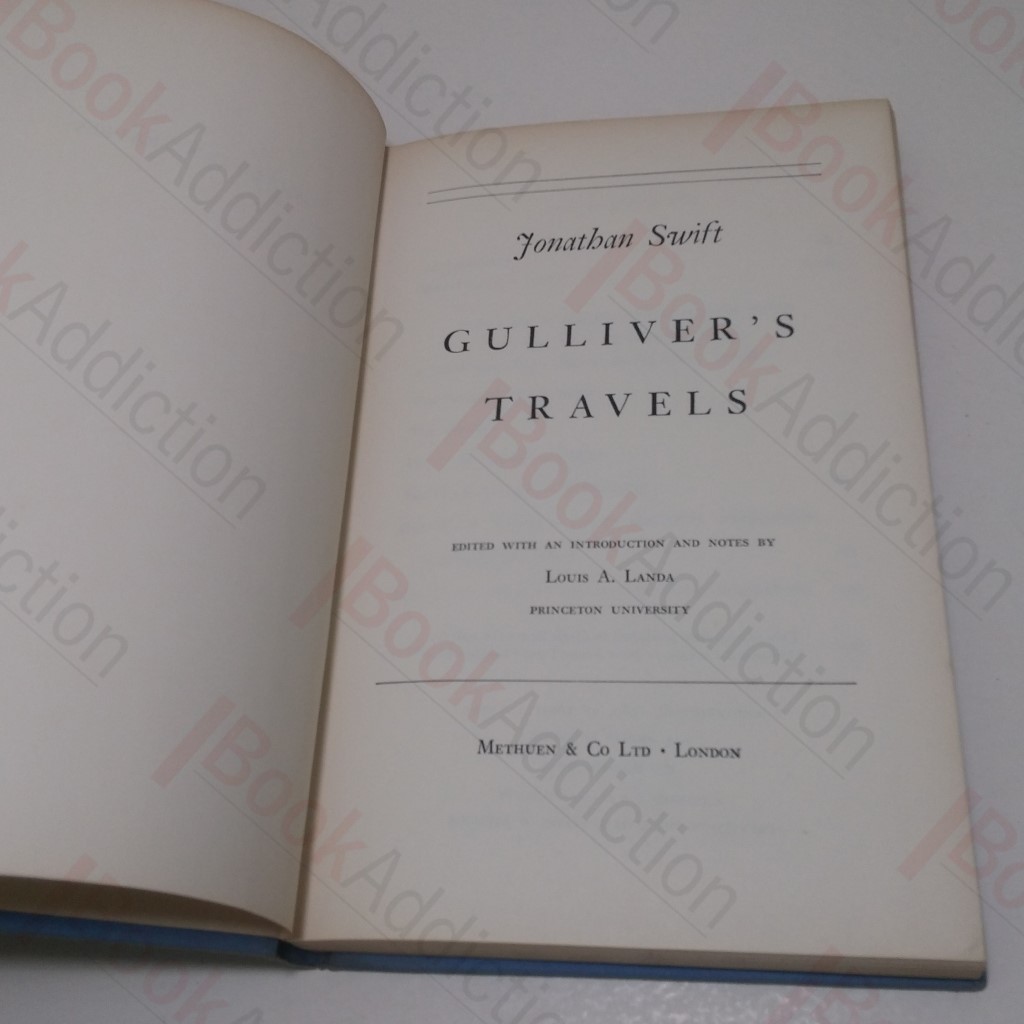 Jonathan Swift
GULLIVER'S
TRAVELS
EDITED WITH AN INTRODUCTION AND NOTES BY
LOUIS A. LANDA
PRINCETON UNIVERSITY
METHUEN & CO LTD · LONDON
BookAddiction